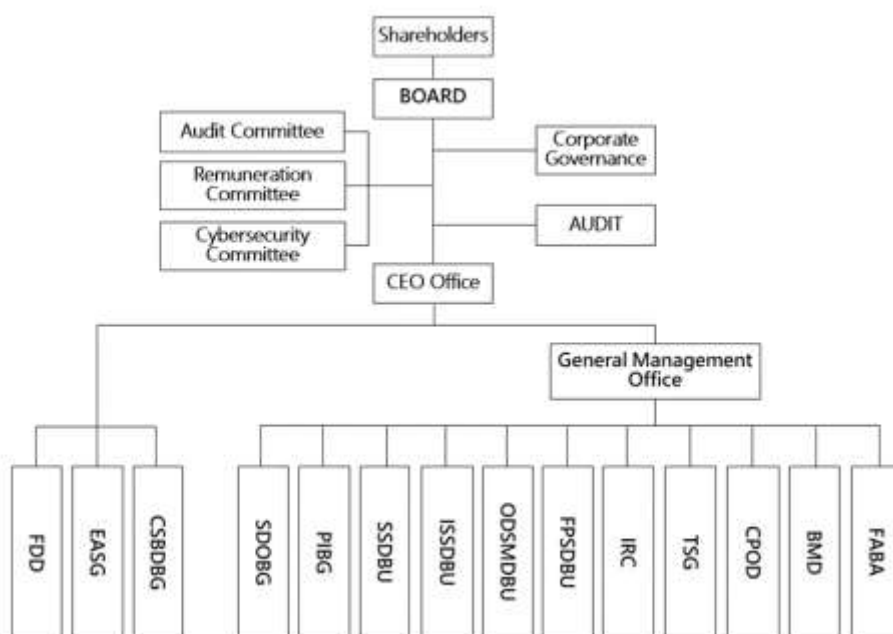 Shareholders
BOARD
Audit Committee
Corporate
Governance
Remuneration
Committee
AUDIT
Cybersecurity
Committee
CEO Office
General Management
Office
FDD
EASG
CSBDBG
SDOBG
PIBG
SSDBU
ISSDBU
ODSMDBU
FPSDBU
IRC
TSG
CPOD
BMD
FABA